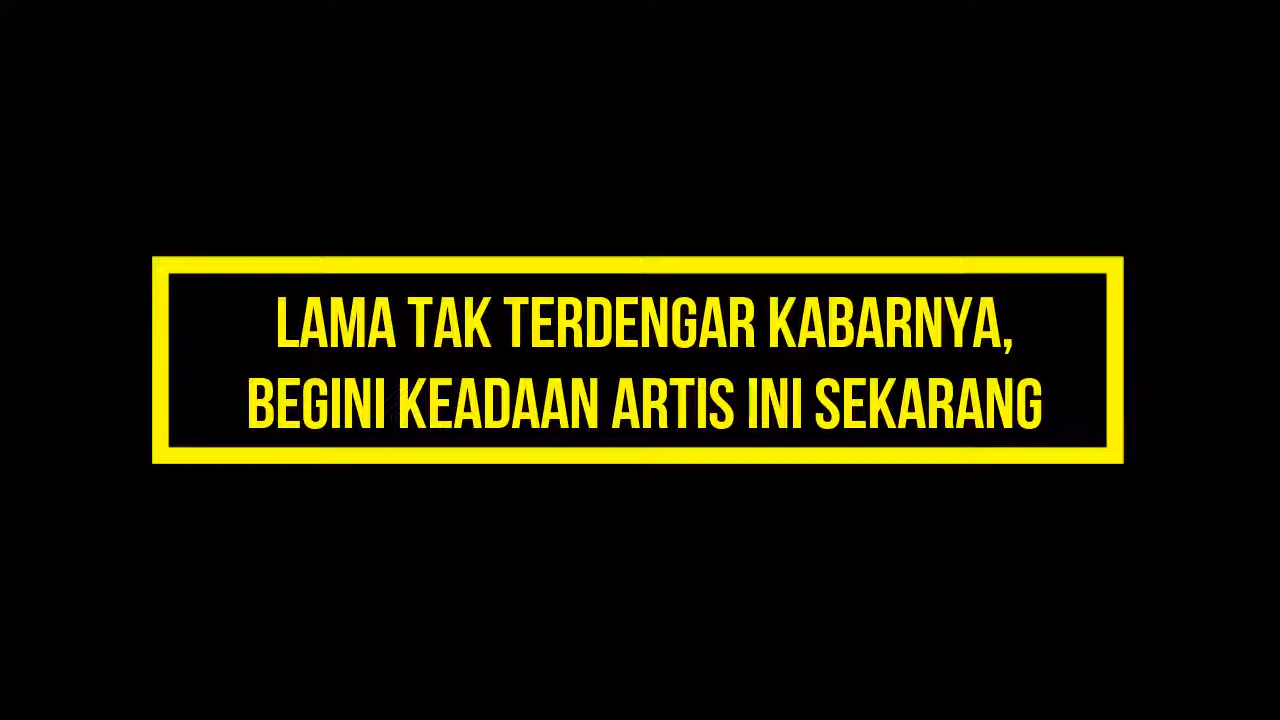 LAMA TAK TERDENGAR KABARNYA,
BEGINI KEADAAN ARTIS INI SEKARANG